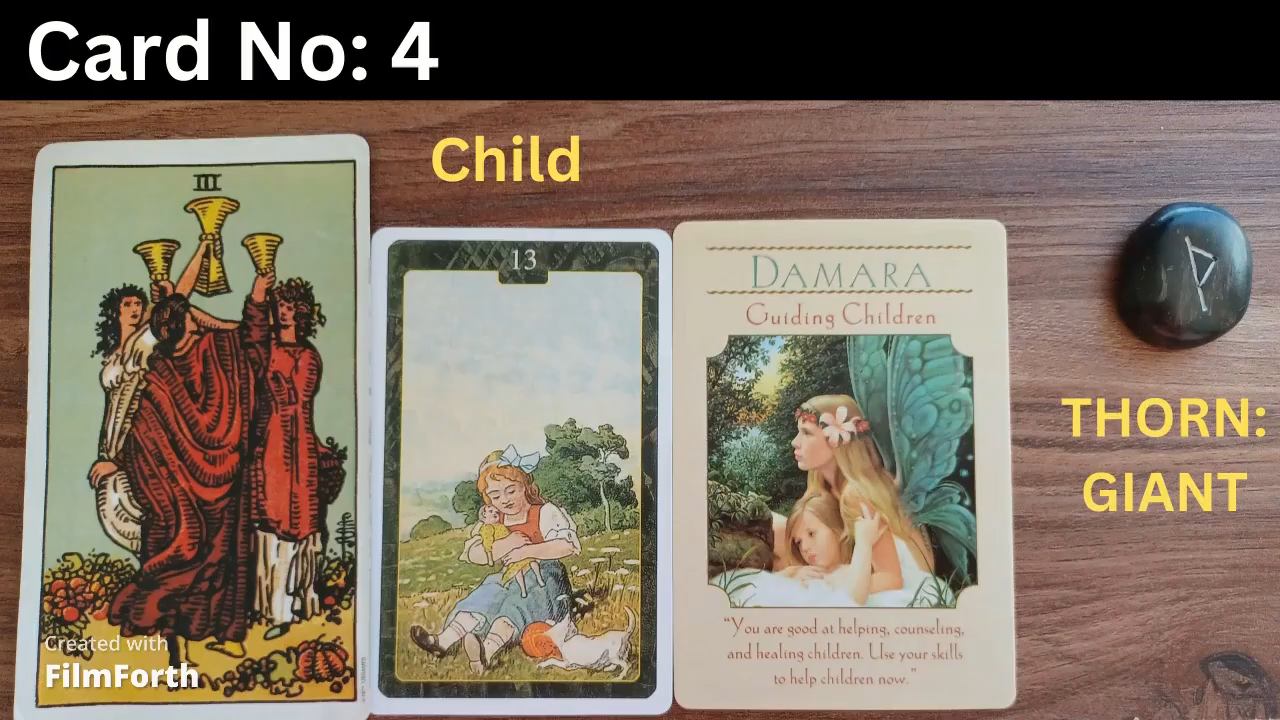 Card No: 4
Child
III
13
DAMARA
Guiding Children
"You are good at helping, counseling,
and healing children. Use your skills
to help children now."
ᚦ
THORN:
GIANT
Created with
FilmForth